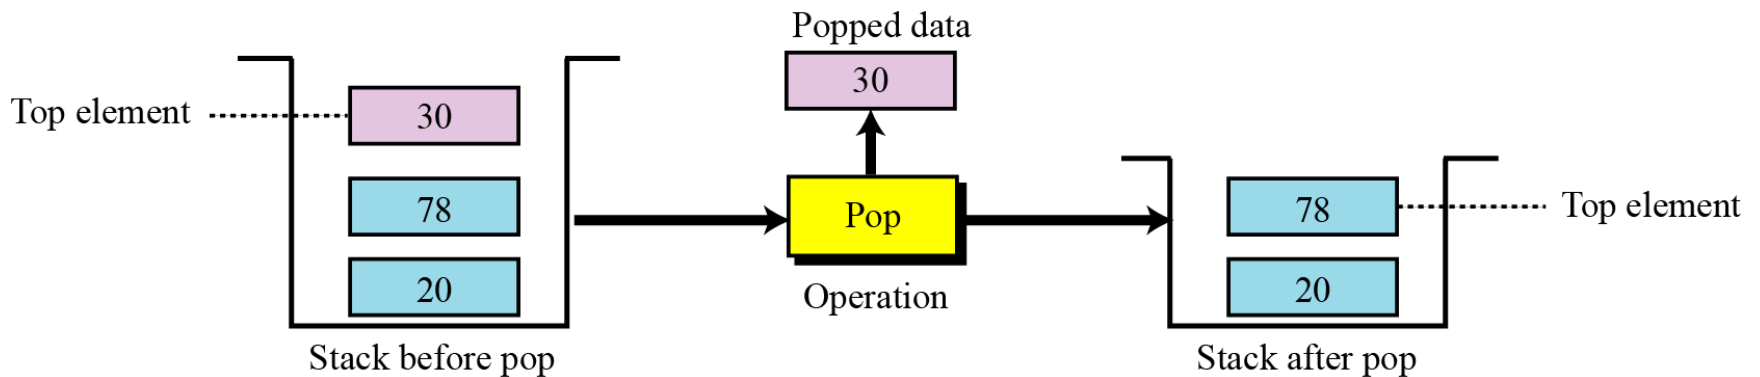 Popped data
30
Top element
30
78
20
Stack before pop
Pop
Operation
78
Top element
20
Stack after pop